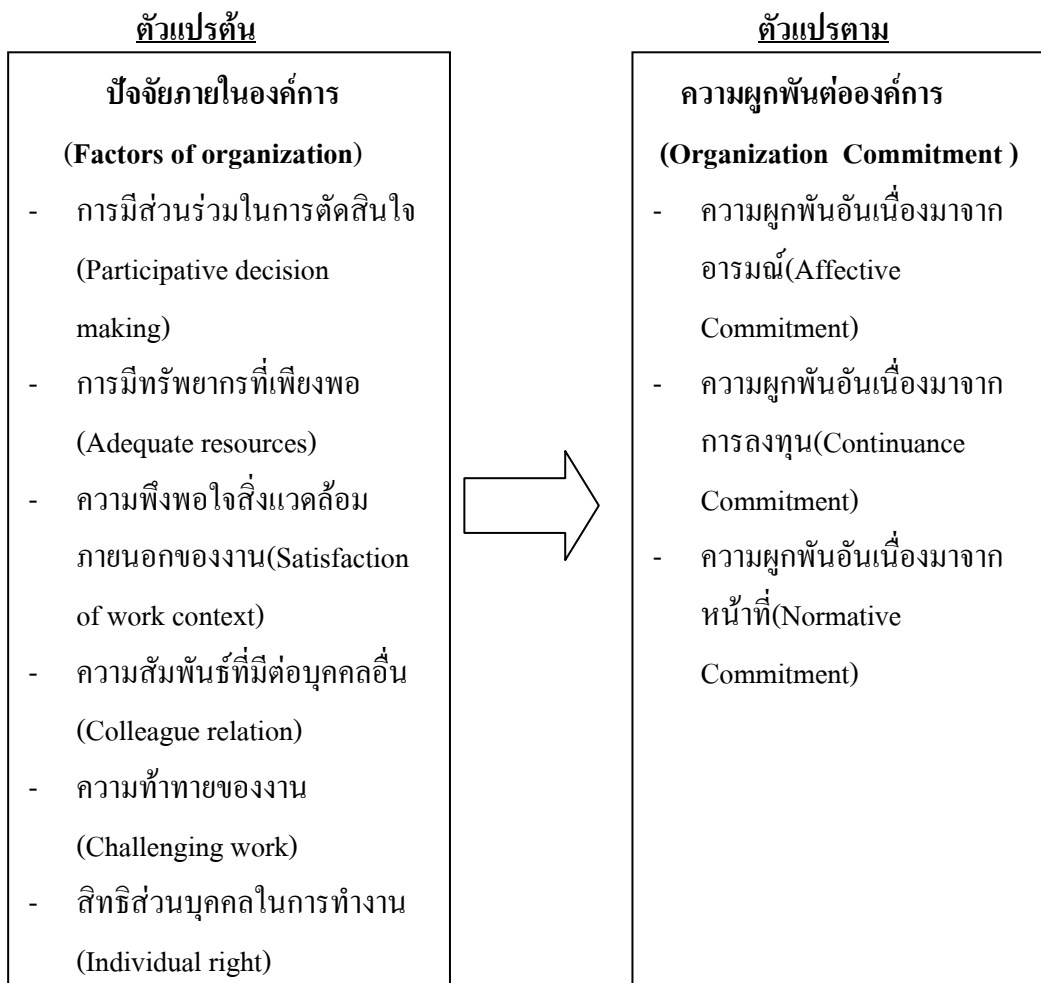 ตัวแปรต้น
ปัจจัยภายในองค์การ
(Factors of organization)
- การมีส่วนร่วมในการตัดสินใจ
(Participative decision
making)
- การมีทรัพยากรที่เพียงพอ
(Adequate resources)
- ความพึงพอใจสิ่งแวดล้อม
ภายนอกของงาน(Satisfaction
of work context)
- ความสัมพันธ์ที่มีต่อบุคคลอื่น
(Colleague relation)
- ความท้าทายของงาน
(Challenging work)
- สิทธิส่วนบุคคลในการทำงาน
(Individual right)
ตัวแปรตาม
ความผูกพันต่อองค์การ
(Organization Commitment )
- ความผูกพันอันเนื่องมาจาก
อารมณ์(Affective
Commitment)
- ความผูกพันอันเนื่องมาจาก
การลงทุน(Continuance
Commitment)
- ความผูกพันอันเนื่องมาจาก
หน้าที่(Normative
Commitment)